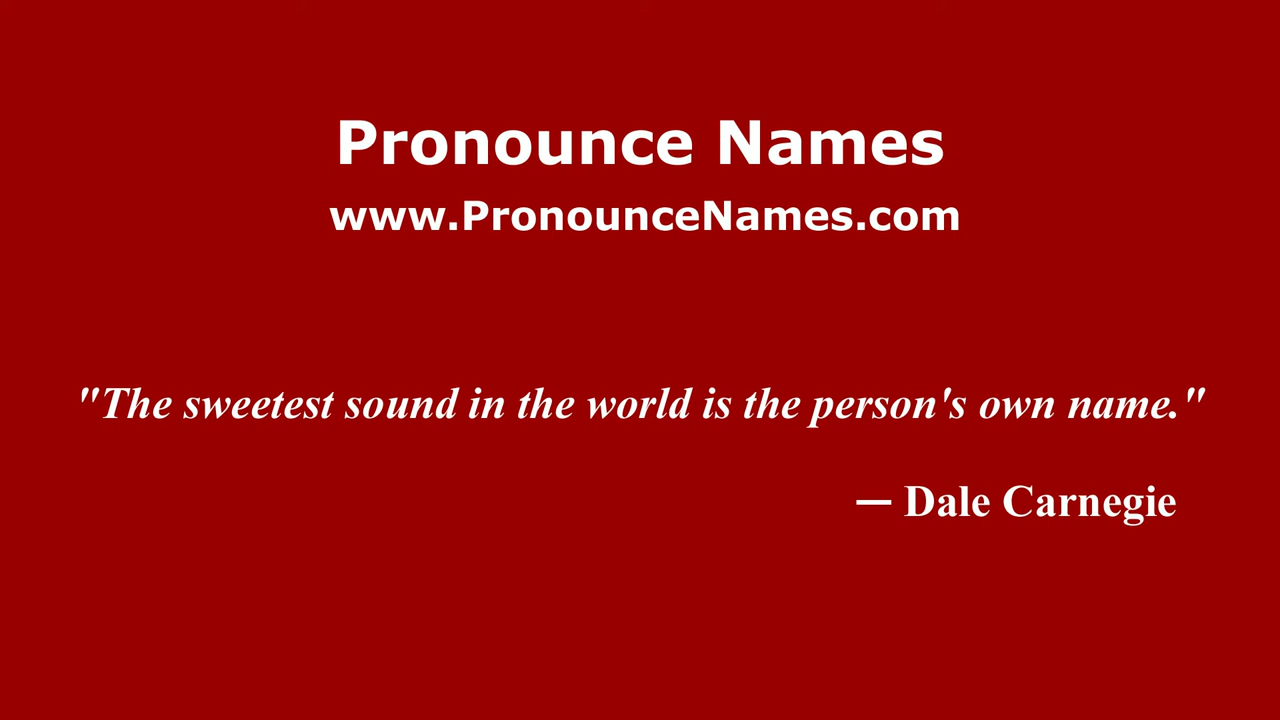 Pronounce Names
www.PronounceNames.com
"The sweetest sound in the world is the person's own name."
— Dale Carnegie